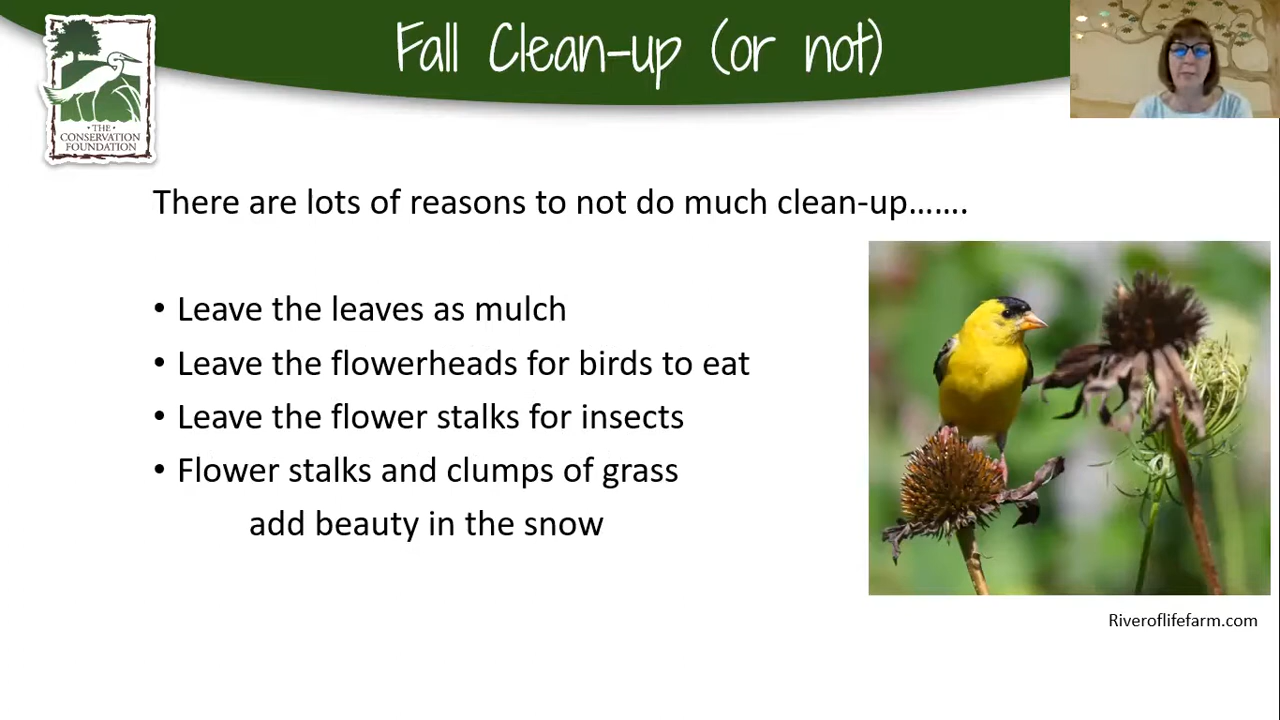 Fall Clean-up (or not)
• THE •
CONSERVATION
FOUNDATION
There are lots of reasons to not do much clean-up.......
• Leave the leaves as mulch
• Leave the flowerheads for birds to eat
• Leave the flower stalks for insects
• Flower stalks and clumps of grass
add beauty in the snow
Riveroflifefarm.com